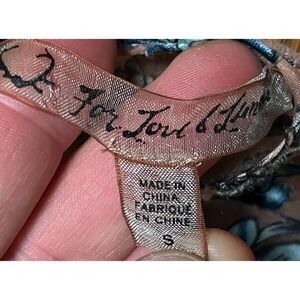 For Love & Lemons
MADE IN
CHINA
FABRIQUÉ
EN CHINE
S